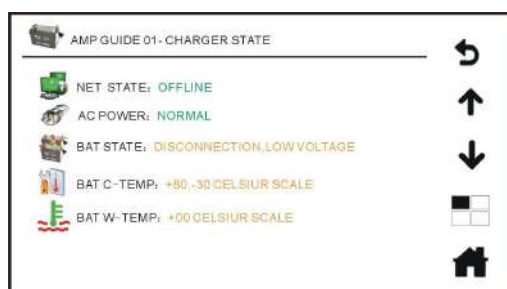 AMP GUIDE 01- CHARGER STATE
NET STATE: OFFLINE
AC POWER: NORMAL
BAT STATE: DISCONNECTION,LOW VOLTAGE
BAT C-TEMP: +80,-30 CELSIUR SCALE
BAT W-TEMP: +00 CELSIUR SCALE